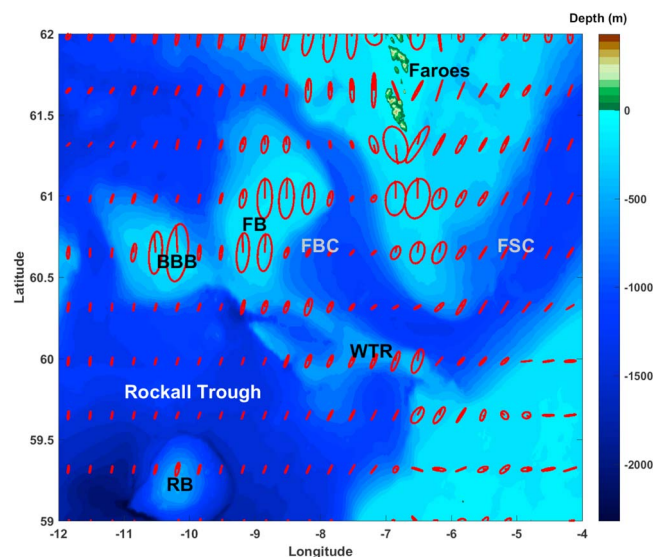 Depth (m)
62
61.5
61
60.5
60
59.5
59
Latitude
Faroes
FB
FBC
FSC
BBB
WTR
Rockall Trough
RB
0
-500
-1000
-1500
-2000
-12
-11
-10
-9
-8
-7
-6
-5
-4
Longitude